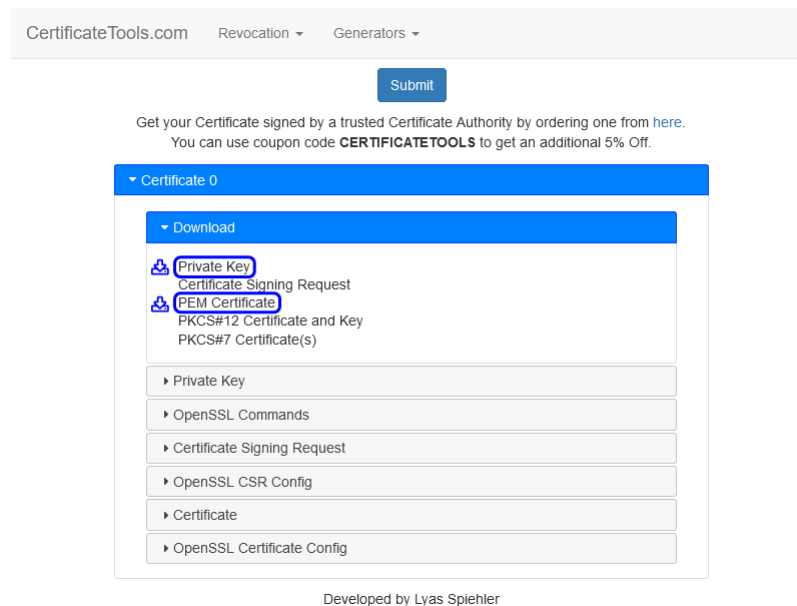 CertificateTools.com Revocation Generators
Submit
Get your Certificate signed by a trusted Certificate Authority by ordering one from here.
You can use coupon code CERTIFICATETOOLS to get an additional 5% Off.
Certificate 0
Download
Private Key
Certificate Signing Request
PEM Certificate
PKCS#12 Certificate and Key
PKCS#7 Certificate(s)
Private Key
OpenSSL Commands
Certificate Signing Request
OpenSSL CSR Config
Certificate
OpenSSL Certificate Config
Developed by Lyas Spiehler